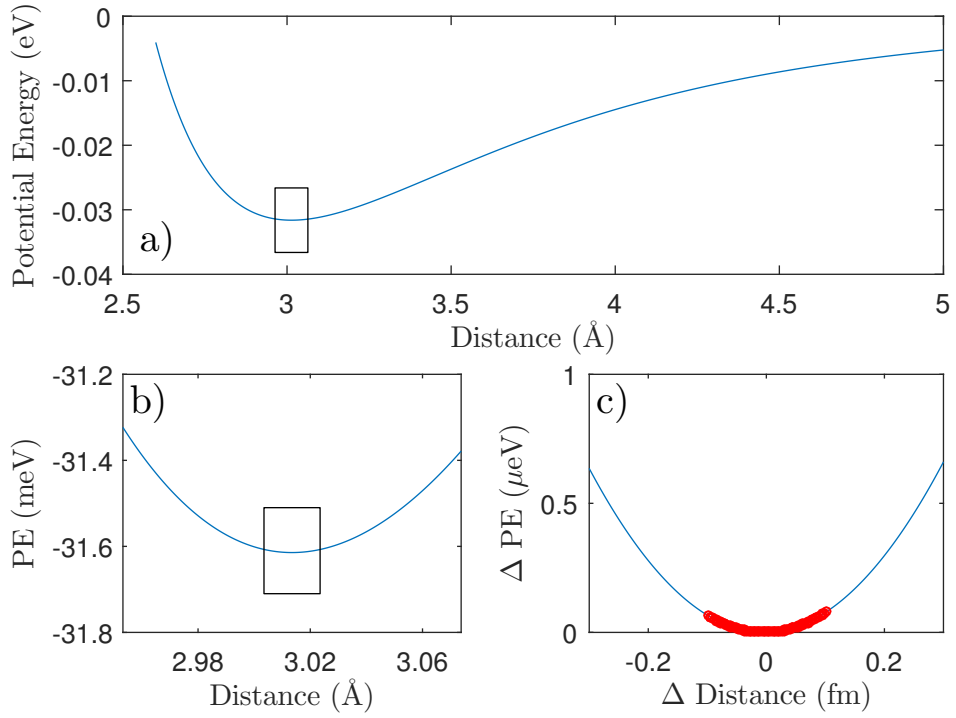 0
-0.01
-0.02
-0.03
-0.04
Potential Energy (eV)
a)
2.5
3
3.5
4
4.5
5
Distance (Å)
-31.2
-31.4
-31.6
-31.8
PE (meV)
b)
2.98
3.02
3.06
Distance (Å)
1
0.5
0
Δ PE (μeV)
c)
-0.2
0
0.2
Δ Distance (fm)